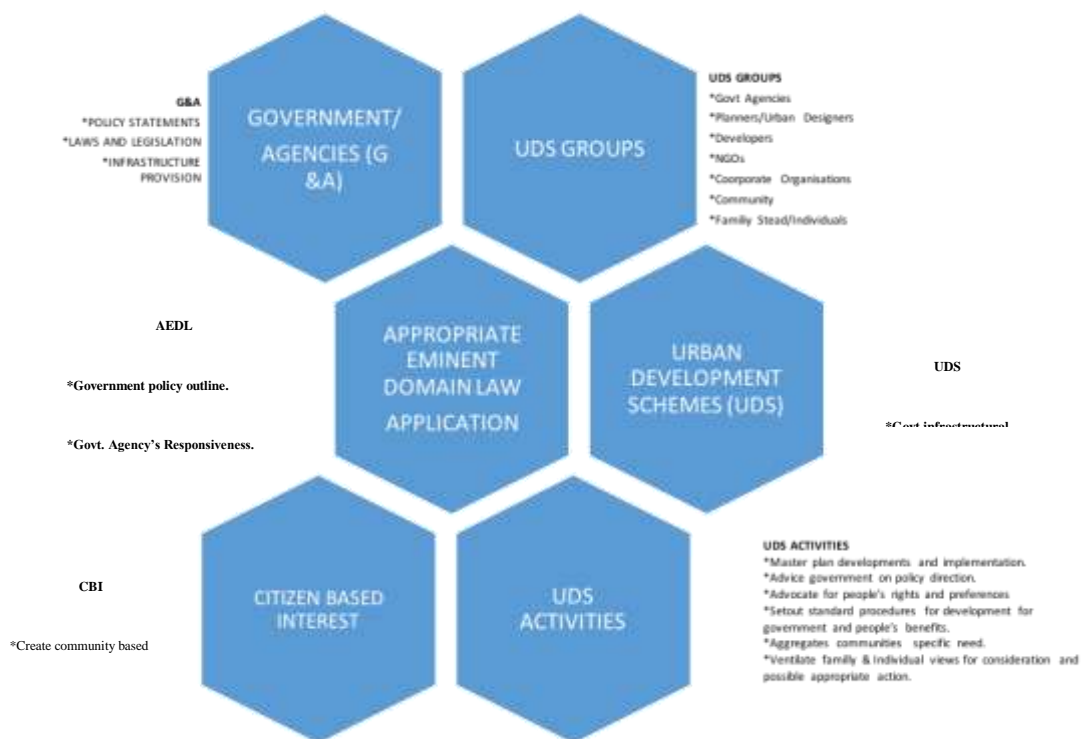 G&A
*POLICY STATEMENTS
*LAWS AND LEGISLATION
*INFRASTRUCTURE
PROVISION
GOVERNMENT/
AGENCIES (G
&A)
UDS GROUPS
UDS GROUPS
*Govt Agencies
*Planners/Urban Designers
*Developers
*NGOs
*Coorporate Organisations
*Community
*Familiy Stead/Individuals
AEDL
*Government policy outline.
*Govt. Agency's Responsiveness.
APPROPRIATE
EMINENT
DOMAIN LAW
APPLICATION
URBAN
DEVELOPMENT
SCHEMES (UDS)
UDS
*Govt infrastructural
CBI
*Create community based
CITIZEN BASED
INTEREST
UDS
ACTIVITIES
UDS ACTIVITIES
*Master plan developments and implementation.
*Advice government on policy direction.
*Advocate for people's rights and preferences
*Setout standard procedures for development for
government and people's benefits.
*Aggregates communities specific need.
*Ventilate familly & Individual views for consideration and
possible appropriate action.